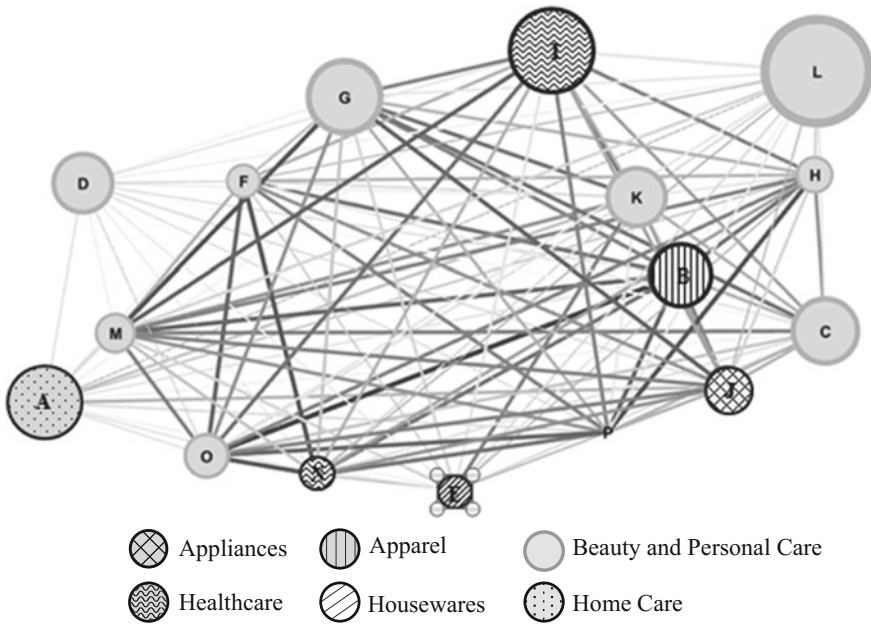 I
L
G
D
F
K
H
B
M
C
A
J
P
O
N
E
Appliances
Apparel
Beauty and Personal Care
Healthcare
Housewares
Home Care